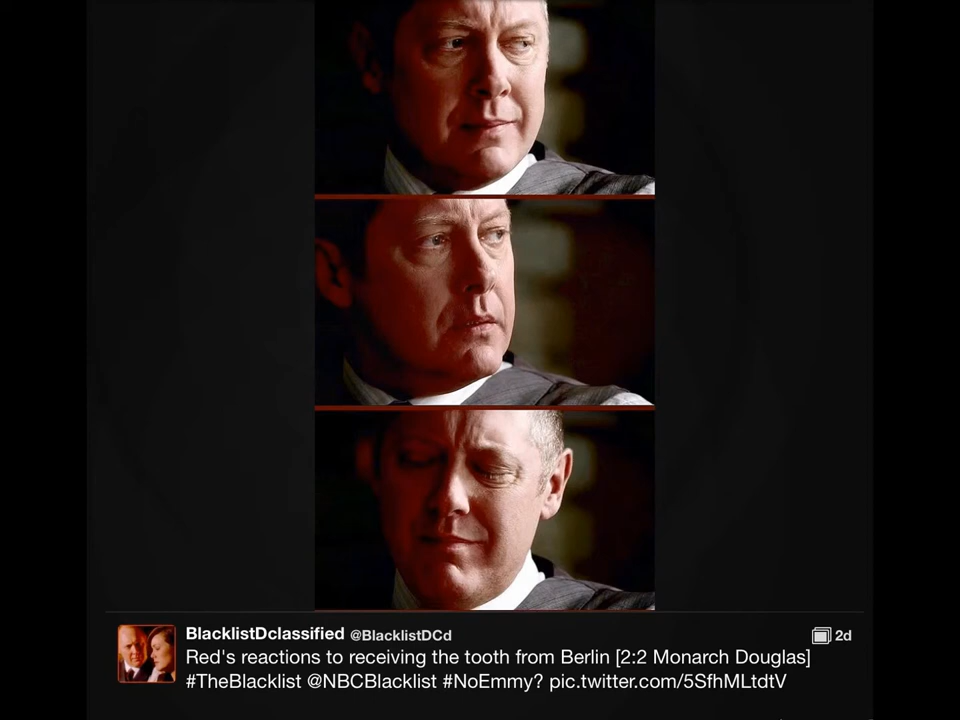 BlacklistDclassified @BlacklistDCd 2d
Red's reactions to receiving the tooth from Berlin [2:2 Monarch Douglas]
#TheBlacklist @NBCBlacklist #NoEmmy? pic.twitter.com/5SfhMLtdtV